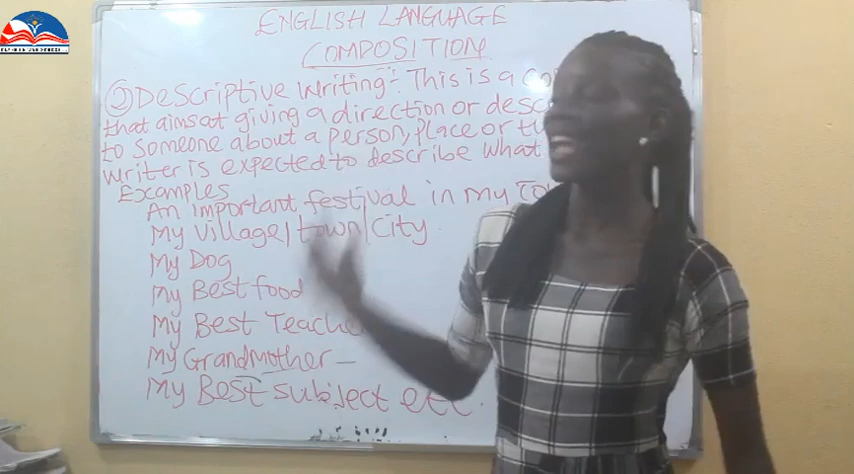 ENGLISH LANGUAGE
COMPOSITION
② Descriptive Writing: This is a
that aims at giving a direction or
to someone about a person, place or
writer is expected to describe what
Examples
An important festival in my
My Village/town/City
My Dog
My Best food
My Best
My Grandmother
My Best subject etc